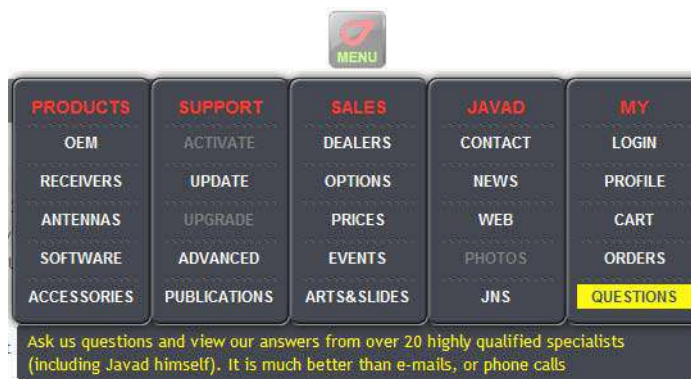 MENU
PRODUCTS SUPPORT SALES JAVAD MY
OEM ACTIVATE DEALERS CONTACT LOGIN
RECEIVERS UPDATE OPTIONS NEWS PROFILE
ANTENNAS UPGRADE PRICES WEB CART
SOFTWARE ADVANCED EVENTS PHOTOS ORDERS
ACCESSORIES PUBLICATIONS ARTS&SLIDES JNS QUESTIONS
Ask us questions and view our answers from over 20 highly qualified specialists
(including Javad himself). It is much better than e-mails, or phone calls